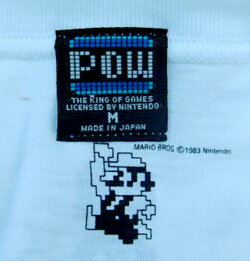 POW
THE KING OF GAMES
LICENSED BY NINTENDO
M
MADE IN JAPAN
MARIO BROS ©1983 Nintendo